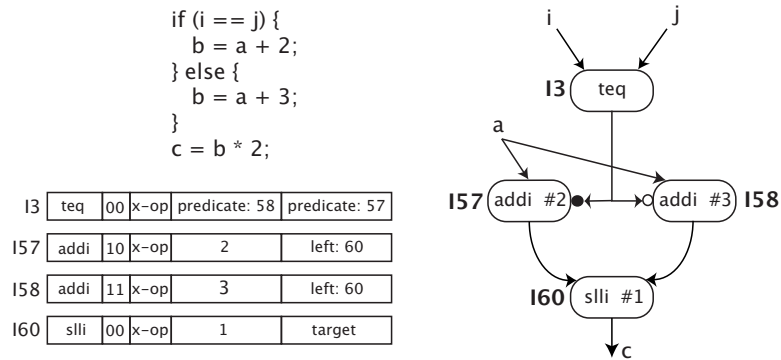 if (i == j) {
b = a + 2;
} else {
b = a + 3;
}
c = b * 2;
I3 teq 00 x-op predicate: 58 predicate: 57
I57 addi 10 x-op 2 left: 60
I58 addi 11 x-op 3 left: 60
I60 slli 00 x-op 1 target
i j
I3 teq
a
I57 addi #2 addi #3 I58
I60 slli #1
c